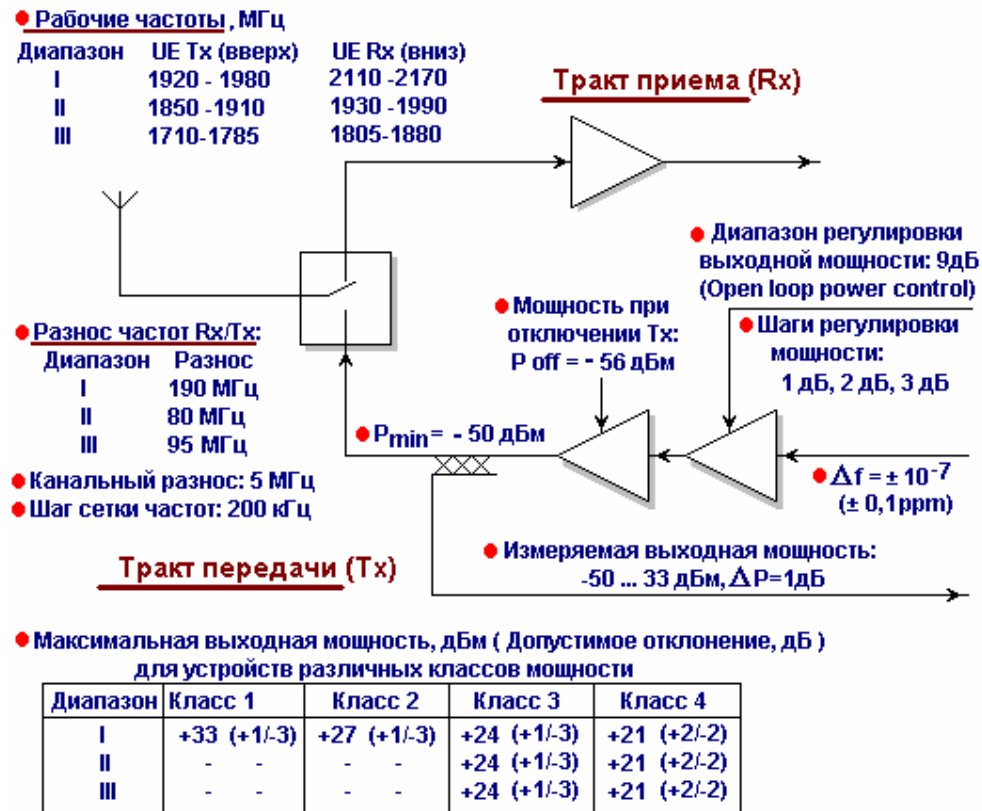 Рабочие частоты, МГц
Диапазон UE Tx (вверх) UE Rx (вниз)
I 1920 - 1980 2110 -2170
II 1850 -1910 1930 -1990
III 1710-1785 1805-1880
Тракт приема (Rx)
Диапазон регулировки
выходной мощности: 9дБ
(Open loop power control)
Мощность при
отключении Tx:
P off = - 56 дБм
Шаги регулировки
мощности:
1 дБ, 2 дБ, 3 дБ
Разнос частот Rx/Tx:
Диапазон Разнос
I 190 МГц
II 80 МГц
III 95 МГц
Pmin = - 50 дБм
Канальный разнос: 5 МГц
Шаг сетки частот: 200 кГц
Δf = ± 10-7
(± 0,1ppm)
Измеряемая выходная мощность:
-50 ... 33 дБм, ΔP=1дБ
Тракт передачи (Tx)
Максимальная выходная мощность, дБм ( Допустимое отклонение, дБ )
для устройств различных классов мощности
Диапазон Класс 1 Класс 2 Класс 3 Класс 4
I +33 (+1/-3) +27 (+1/-3) +24 (+1/-3) +21 (+2/-2)
II - - - - +24 (+1/-3) +21 (+2/-2)
III - - - - +24 (+1/-3) +21 (+2/-2)